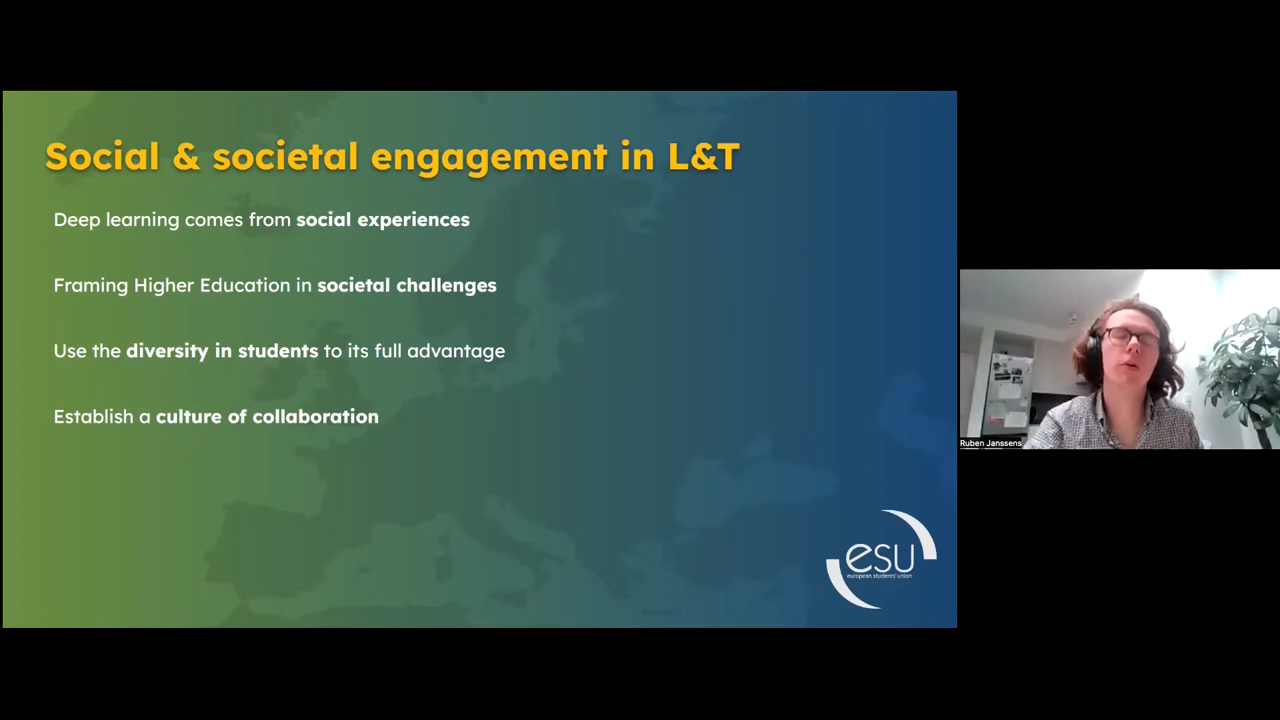 Social & societal engagement in L&T
Deep learning comes from social experiences
Framing Higher Education in societal challenges
Use the diversity in students to its full advantage
Establish a culture of collaboration
esu
european students' union
Ruben Janssens